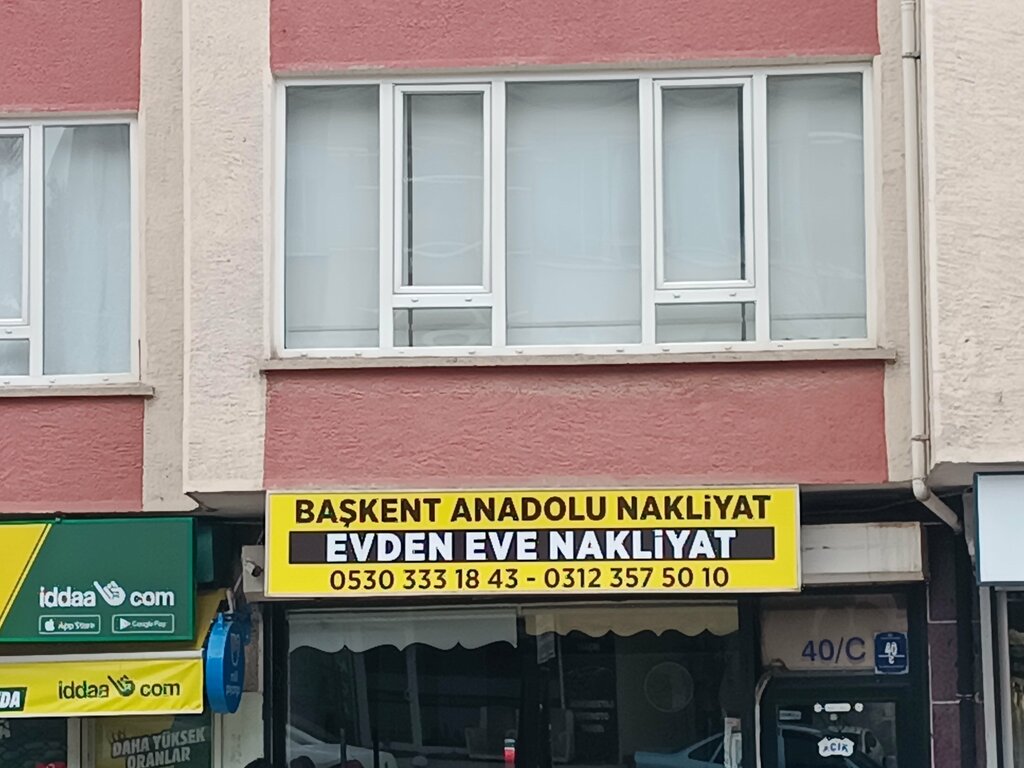 BAŞKENT ANADOLU NAKLİYAT
EVDEN EVE NAKLİYAT
0530 333 18 43 - 0312 357 50 10
iddaa com
App Store
Google Play
iddaa com
DAHA YÜKSEK
ORANLAR
40/C
40
C
AÇIK